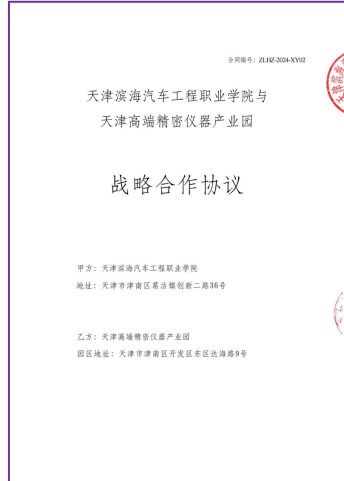 合同编号：ZLHZ-2024-XY02
天津滨海汽车工程职业学院与
天津高端精密仪器产业园
战略合作协议
甲方：天津滨海汽车工程职业学院
地址：天津市津南区葛沽镇创新二路36号
乙方：天津高端精密仪器产业园
园区地址：天津市津南区开发区东区达海路9号